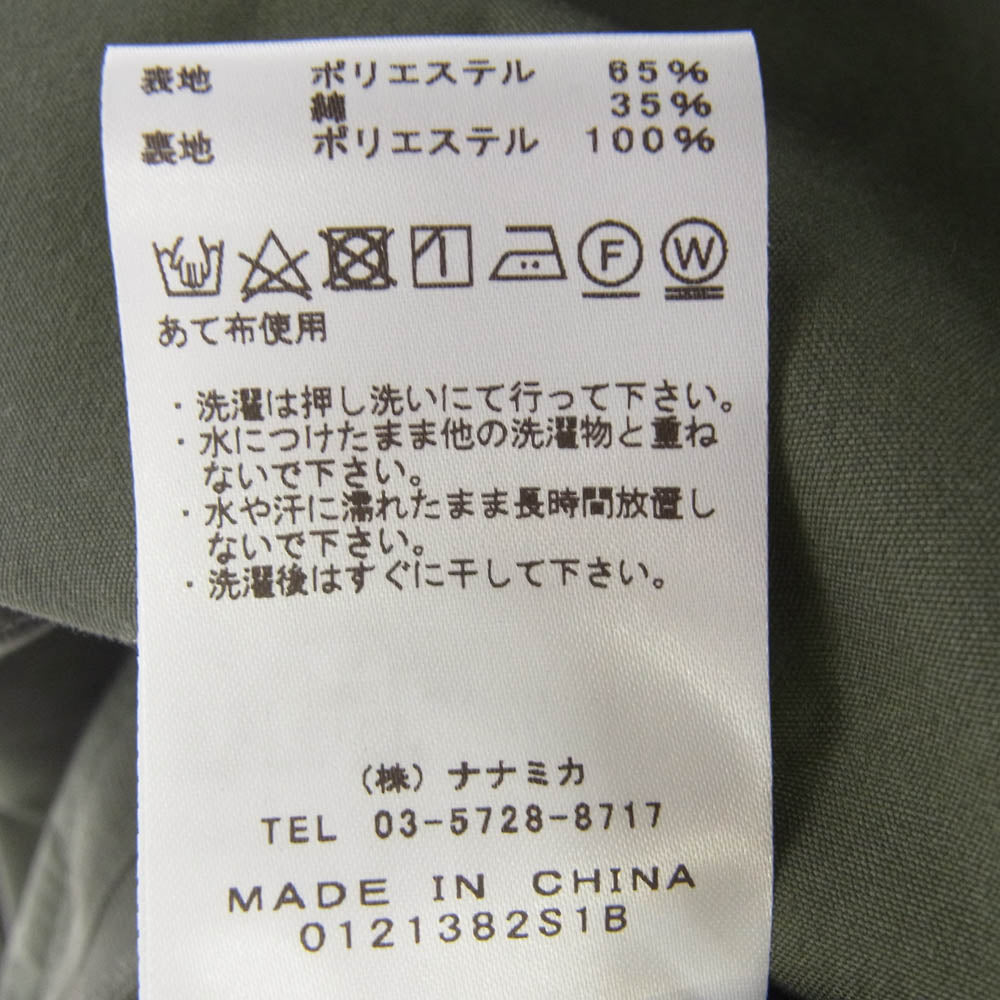 表地 ポリエステル 65%
綿 35%
裏地 ポリエステル 100%
F W
あて布使用
・洗濯は押し洗いにて行って下さい。
・水につけたまま他の洗濯物と重ね
ないで下さい。
・水や汗に濡れたまま長時間放置し
ないで下さい。
・洗濯後はすぐに干して下さい。
(株) ナナミカ
TEL 03-5728-8717
MADE IN CHINA
0121382S1B